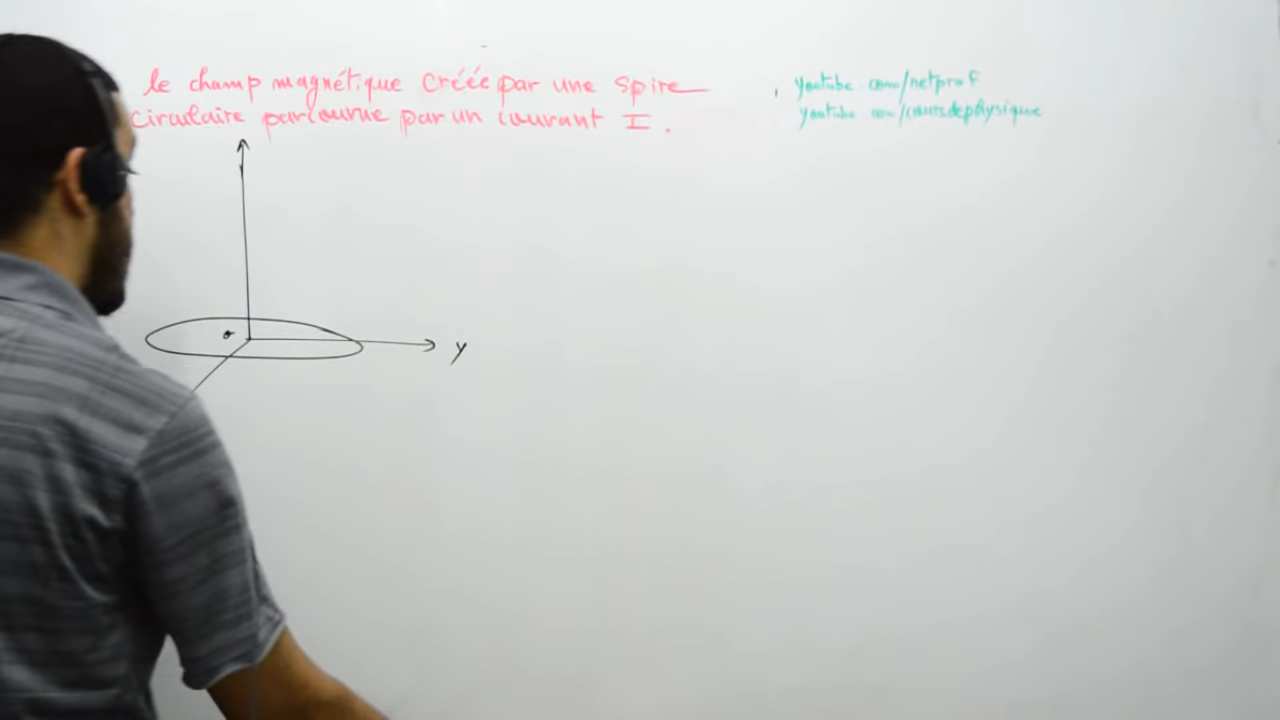 le champ magnétique créée par une spire
circulaire parcourue par un courant I.
youtube.com/netprof
youtube.com/coursdephysique
o
y